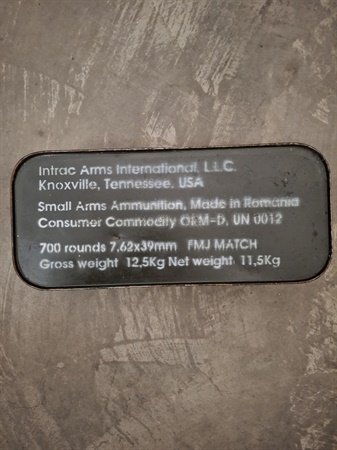 Intrac Arms International, L.L.C.
Knoxville, Tennessee, USA
Small Arms Ammunition, Made in Romania
Consumer Commodity ORM-D, UN 0012
700 rounds 7,62x39mm FMJ MATCH
Gross weight 12,5Kg Net weight 11,5Kg